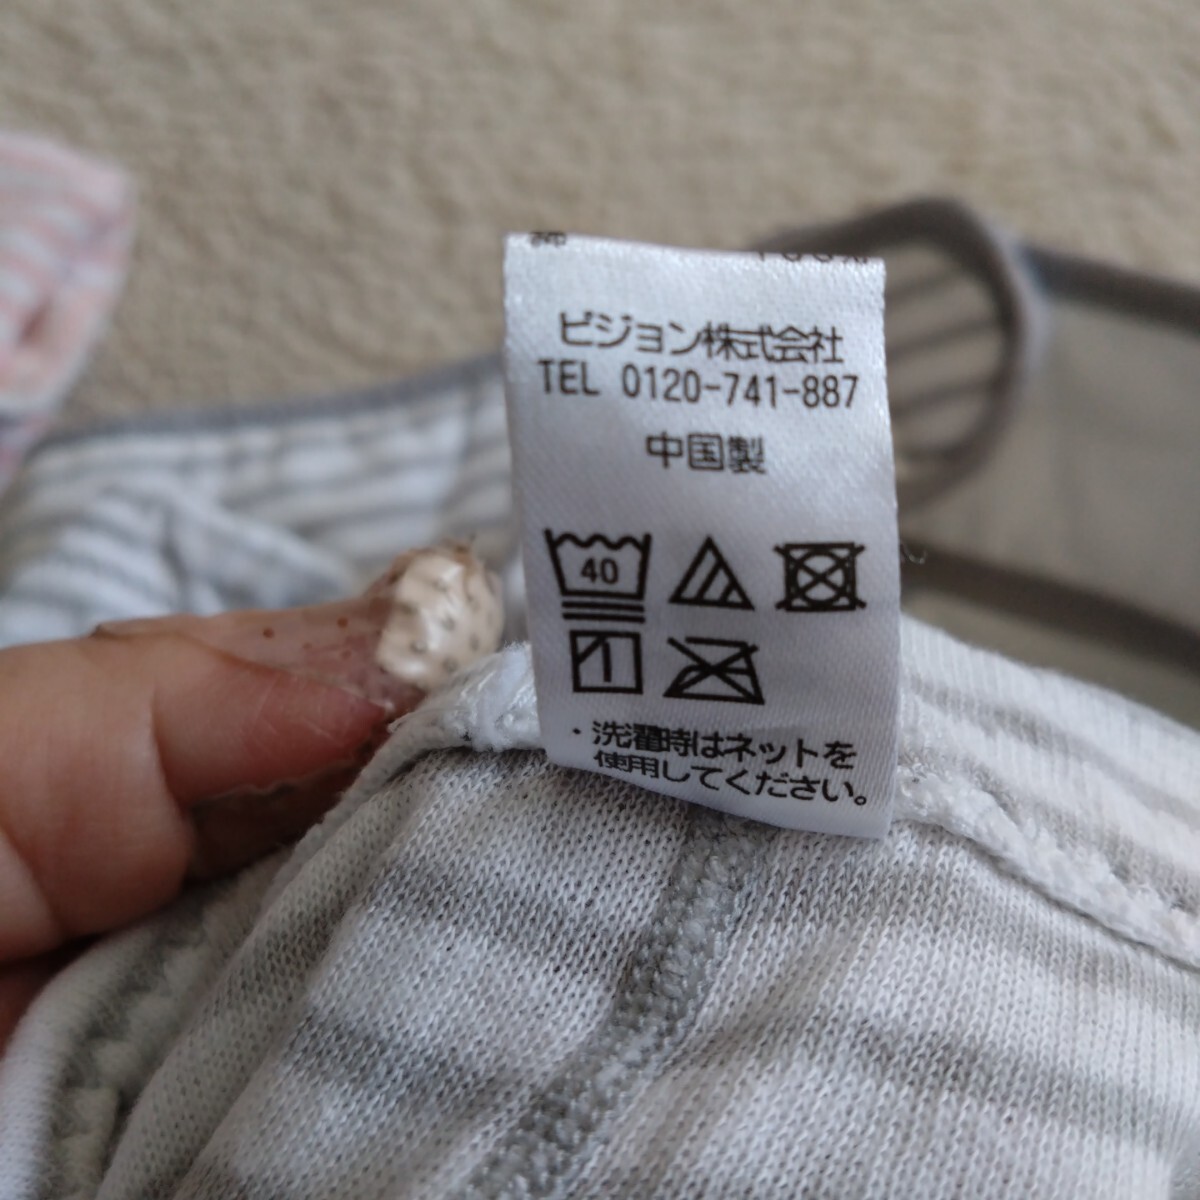 ピジョン株式会社
TEL 0120-741-887
中国製
40
・洗濯時はネットを
使用してください。